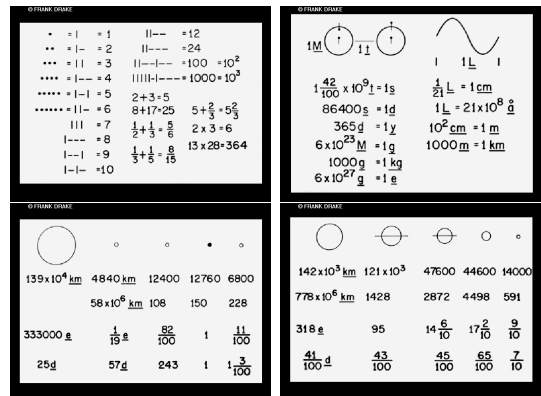 © FRANK DRAKE
• = I = 1
•• = I- = 2
••• = II = 3
•••• = I-- = 4
••••• = I-I = 5
•••••• = II- = 6
III = 7
I--- = 8
I--I = 9
I-I- = 10
II-- = 12
II--- = 24
II--I-- = 100 = 10²
IIIII-I--- = 1000 = 10³
2 + 3 = 5
8 + 17 = 25
1/2 + 1/3 = 5/6
1/3 + 1/5 = 8/15
5 + 2/3 = 5 2/3
2 x 3 = 6
13 x 28 = 364
© FRANK DRAKE
1 M 1 t
1 L
1 42/100 x 10⁹ t = 1 s
86400 s = 1 d
365 d = 1 y
6 x 10²³ M = 1 g
1000 g = 1 kg
6 x 10²⁷ g = 1 e
1/21 L = 1 cm
1 L = 21 x 10⁸ å
10² cm = 1 m
1000 m = 1 km
© FRANK DRAKE
139 x 10⁴ km 4840 km 12400 12760 6800
58 x 10⁶ km 108 150 228
333000 e 1/19 e 82/100 1 11/100
25 d 57 d 243 1 1 3/100
© FRANK DRAKE
142 x 10³ km 121 x 10³ 47600 44600 14000
778 x 10⁶ km 1428 2872 4498 591
318 e 95 14 6/10 17 2/10 9/10
41/100 d 43/100 45/100 65/100 7/10